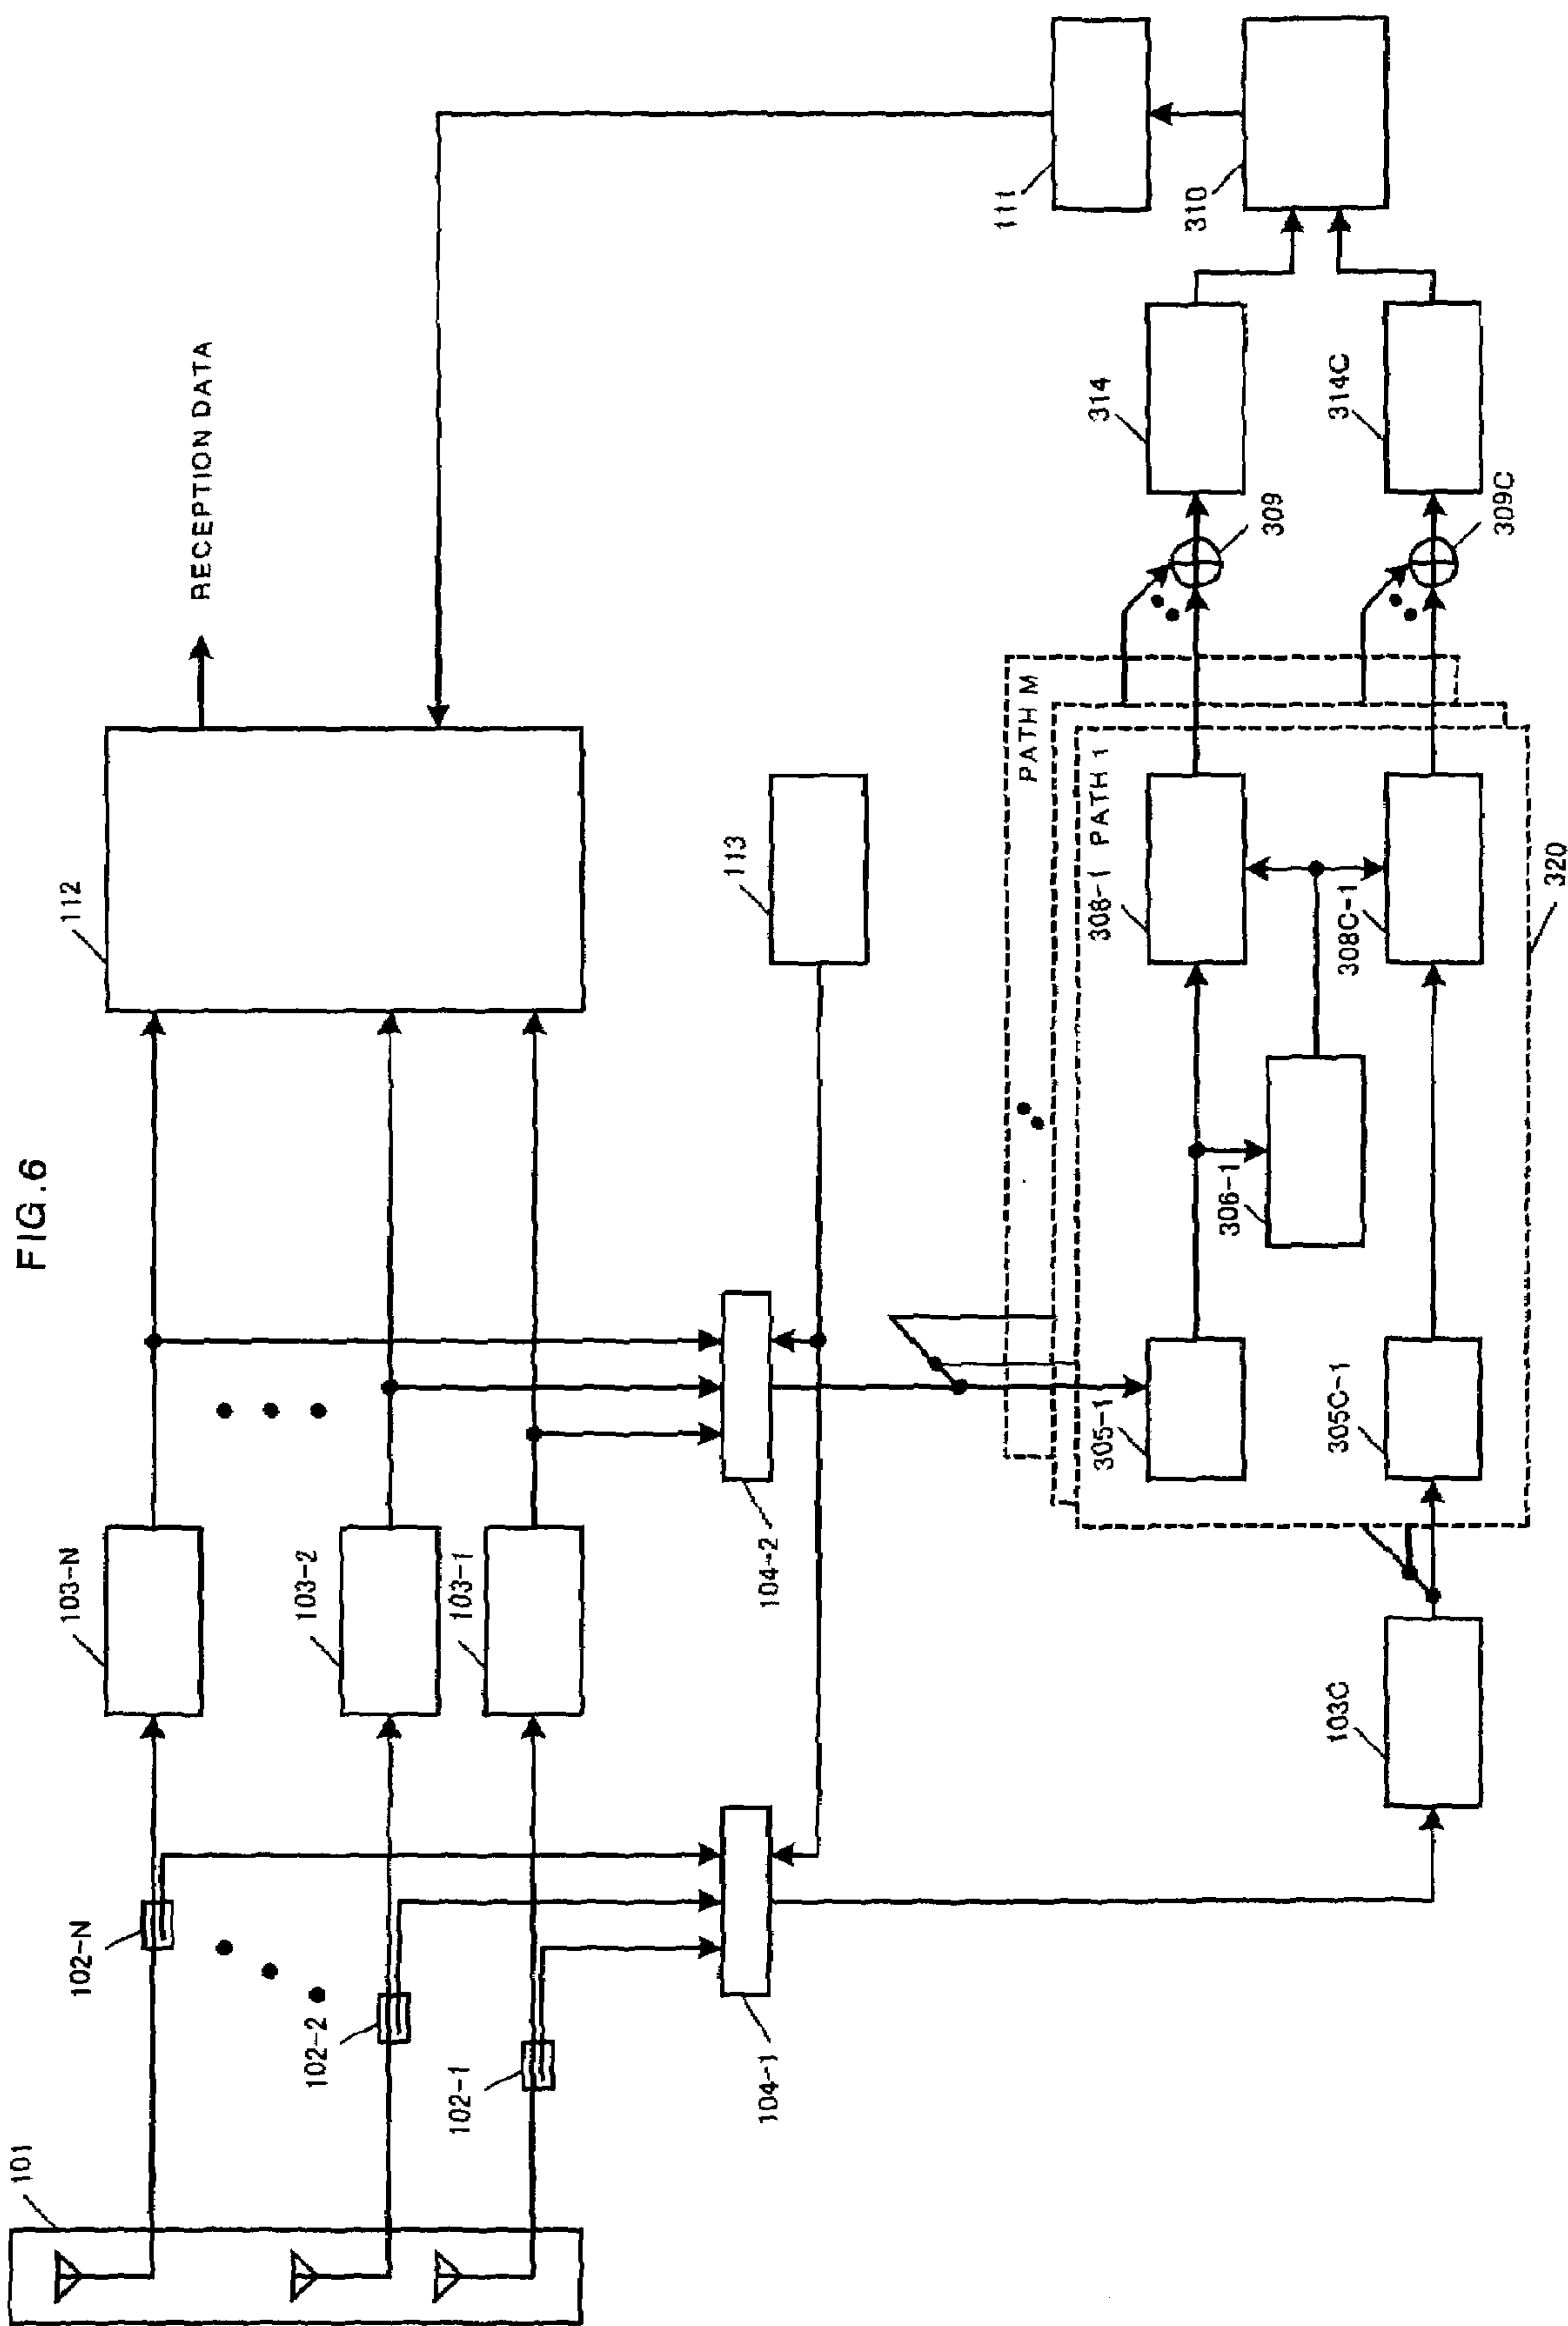 FIG.6
101
102-N
102-2
102-1
103-N
103-2
103-1
104-1
104-2
112
RECEPTION DATA
113
111
310
103C
305-1
305C-1
306-1
308-1
PATH 1
308C-1
PATH M
320
309
309C
314
314C